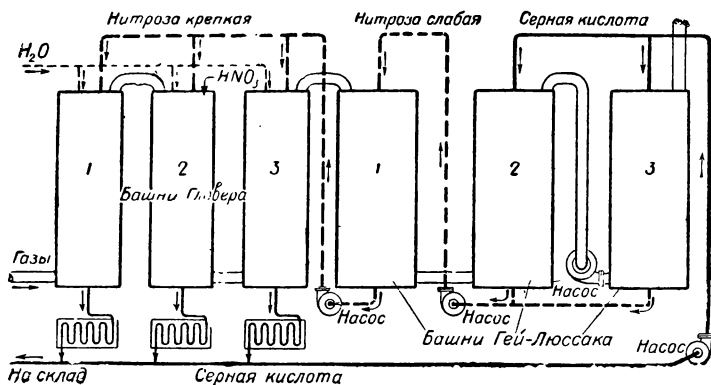 Нитроза крепкая
Нитроза слабая
Серная кислота
H₂O
HNO₃
1
2
3
1
2
3
Башни Гловера
Газы
Насос
Насос
Насос
Башни Гей-Люссака
Насос
На склад
Серная кислота